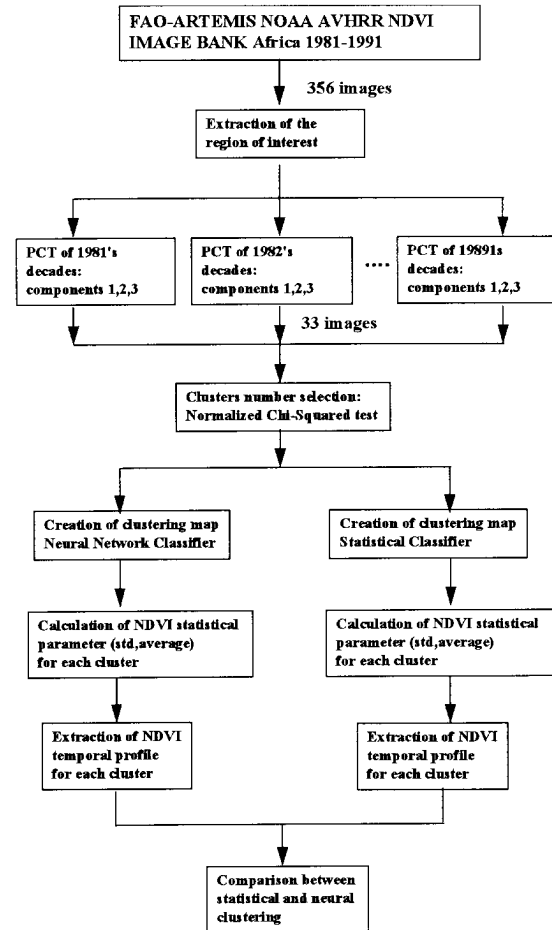 FAO-ARTEMIS NOAA AVHRR NDVI
IMAGE BANK Africa 1981-1991
356 images
Extraction of the
region of interest
PCT of 1981's
decades:
components 1,2,3
PCT of 1982's
decades:
components 1,2,3
....
PCT of 19891s
decades:
components 1,2,3
33 images
Clusters number selection:
Normalized Chi-Squared test
Creation of clustering map
Neural Network Classifier
Creation of clustering map
Statistical Classifier
Calculation of NDVI statistical
parameter (std,average)
for each cluster
Calculation of NDVI statistical
parameter (std,average)
for each cluster
Extraction of NDVI
temporal profile
for each cluster
Extraction of NDVI
temporal profile
for each cluster
Comparison between
statistical and neural
clustering